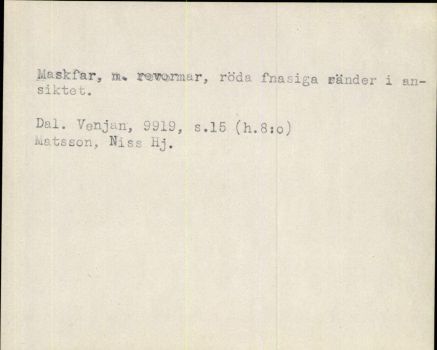 Maskfar, m. revormar, röda fnasiga ränder i an-
siktet.
Dal. Venjan, 9919, s.15 (h.8:o)
Matsson, Niss Hj.